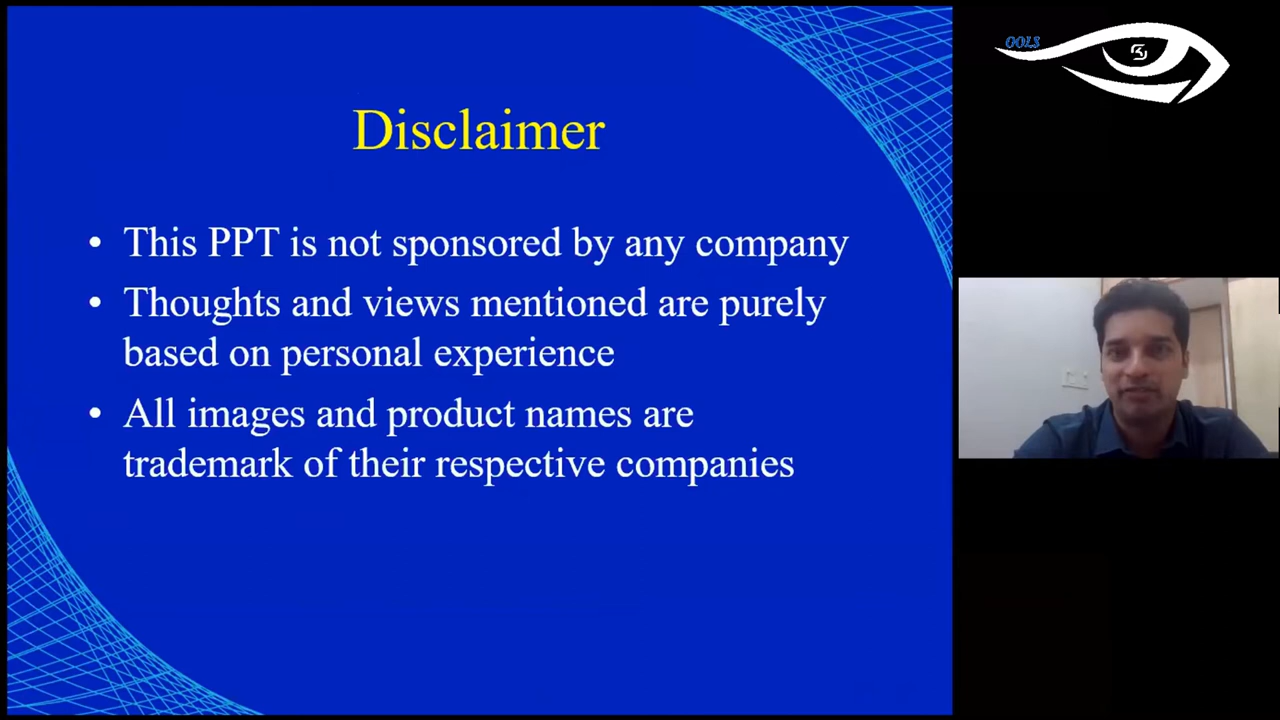 Disclaimer
• This PPT is not sponsored by any company
• Thoughts and views mentioned are purely
based on personal experience
• All images and product names are
trademark of their respective companies
OOLS